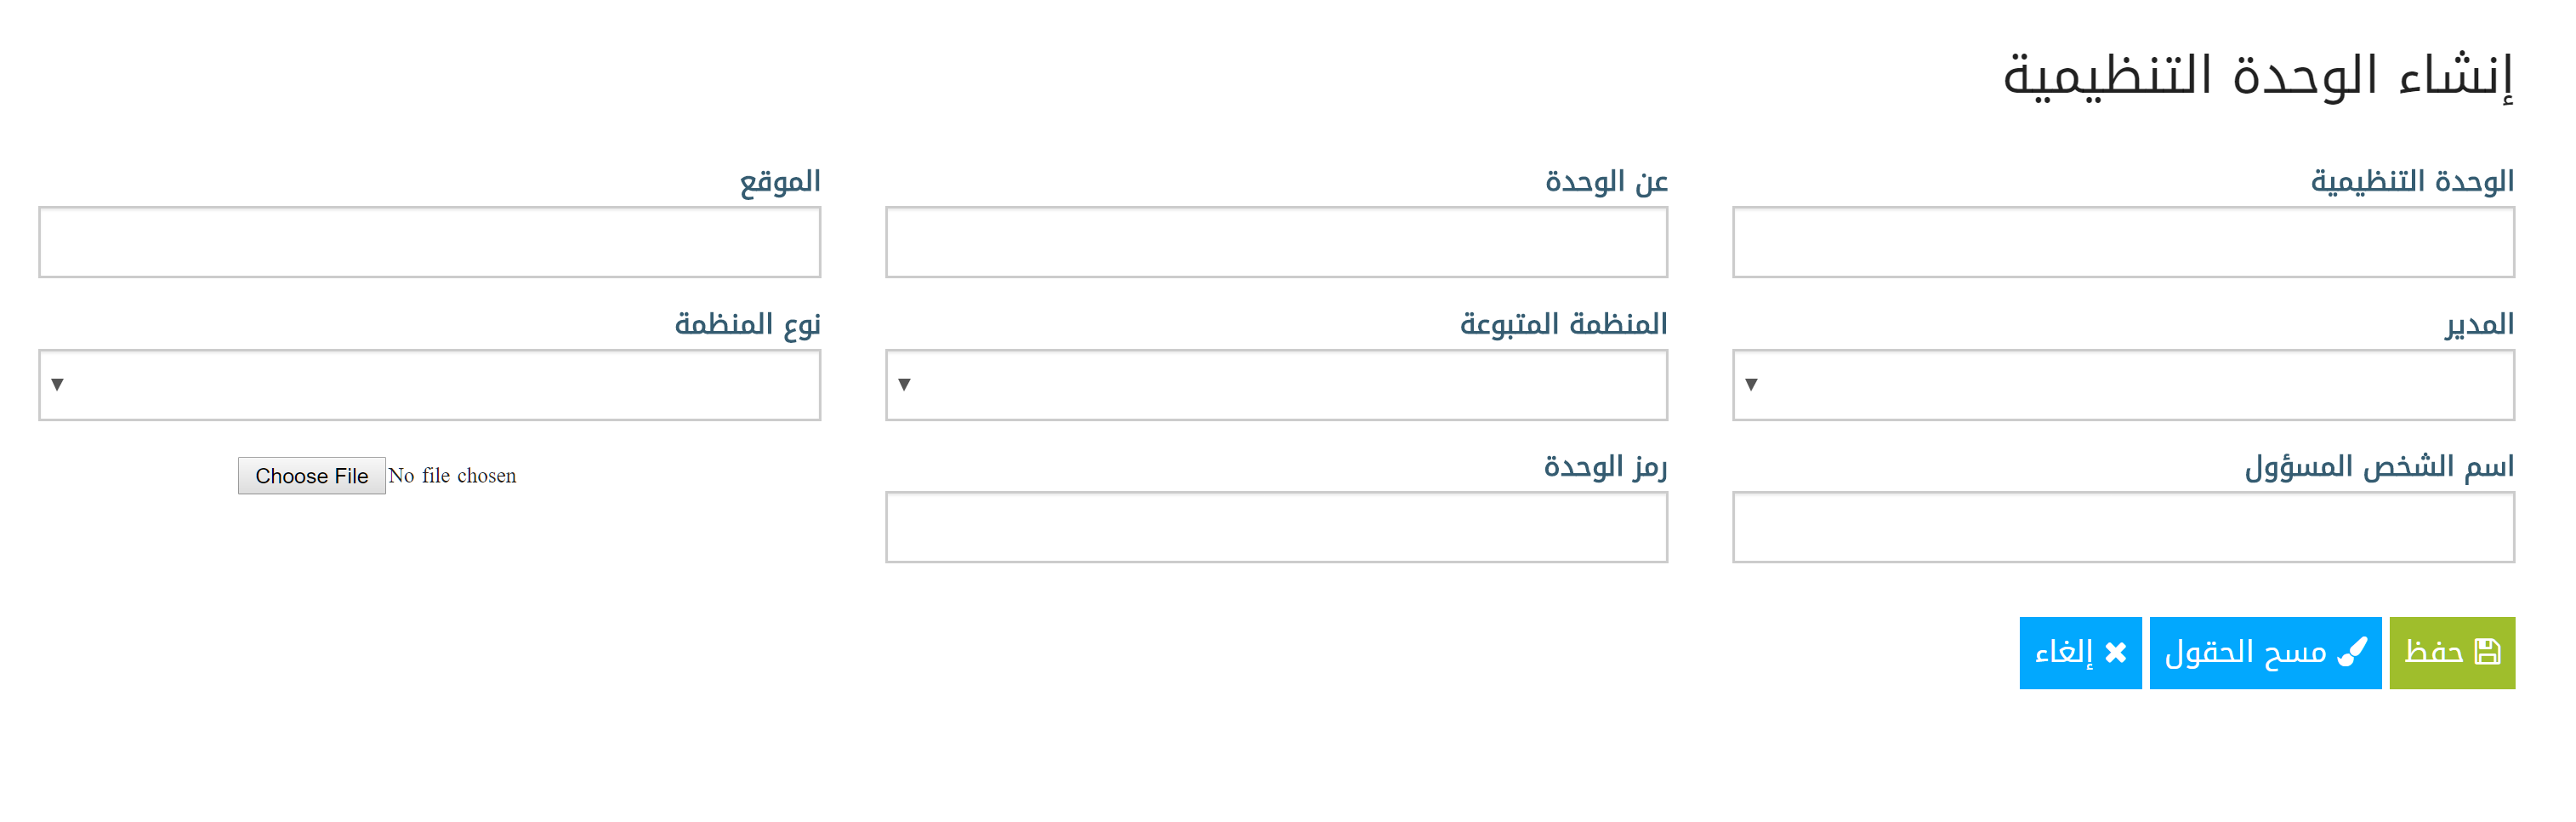 إنشاء الوحدة التنظيمية
الوحدة التنظيمية
عن الوحدة
الموقع
المدير
المنظمة المتبوعة
نوع المنظمة
اسم الشخص المسؤول
رمز الوحدة
Choose File No file chosen
حفظ
مسح الحقول
إلغاء